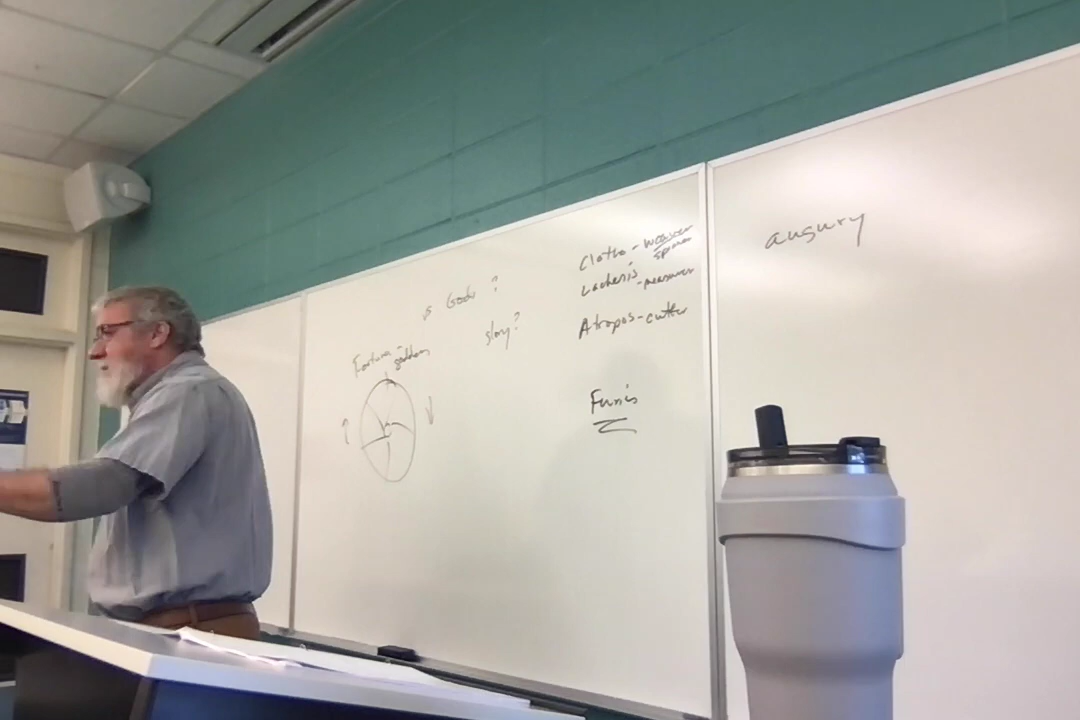 Gods ?
story?
Fortuna -
goddess
Clotho - weaver
spinner
Lachesis
- measurer
Atropos - cutter
Furies
augury